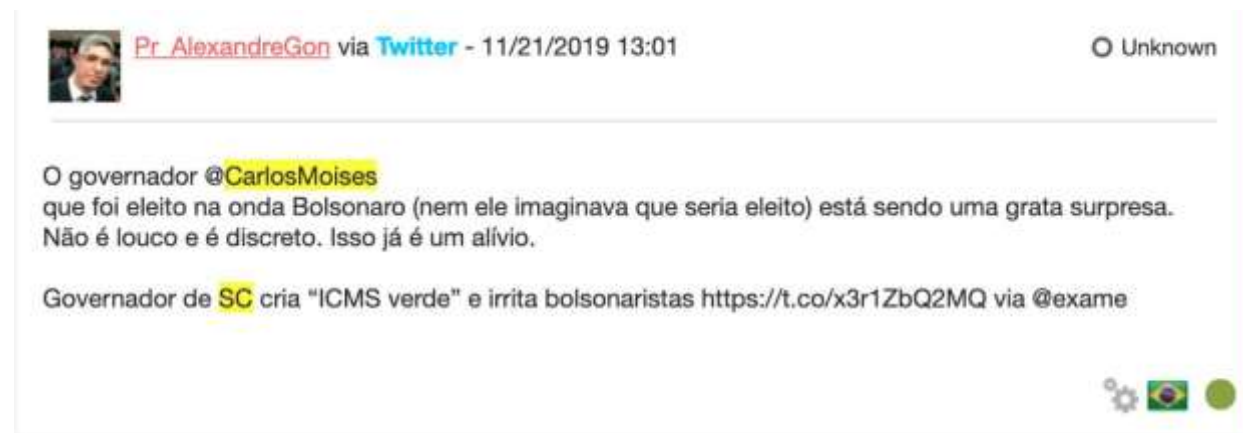 Pr_AlexandreGon via Twitter - 11/21/2019 13:01
Unknown
O governador @CarlosMoises
que foi eleito na onda Bolsonaro (nem ele imaginava que seria eleito) está sendo uma grata surpresa.
Não é louco e é discreto. Isso já é um alívio.
Governador de SC cria “ICMS verde” e irrita bolsonaristas https://t.co/x3r1ZbQ2MQ via @exame